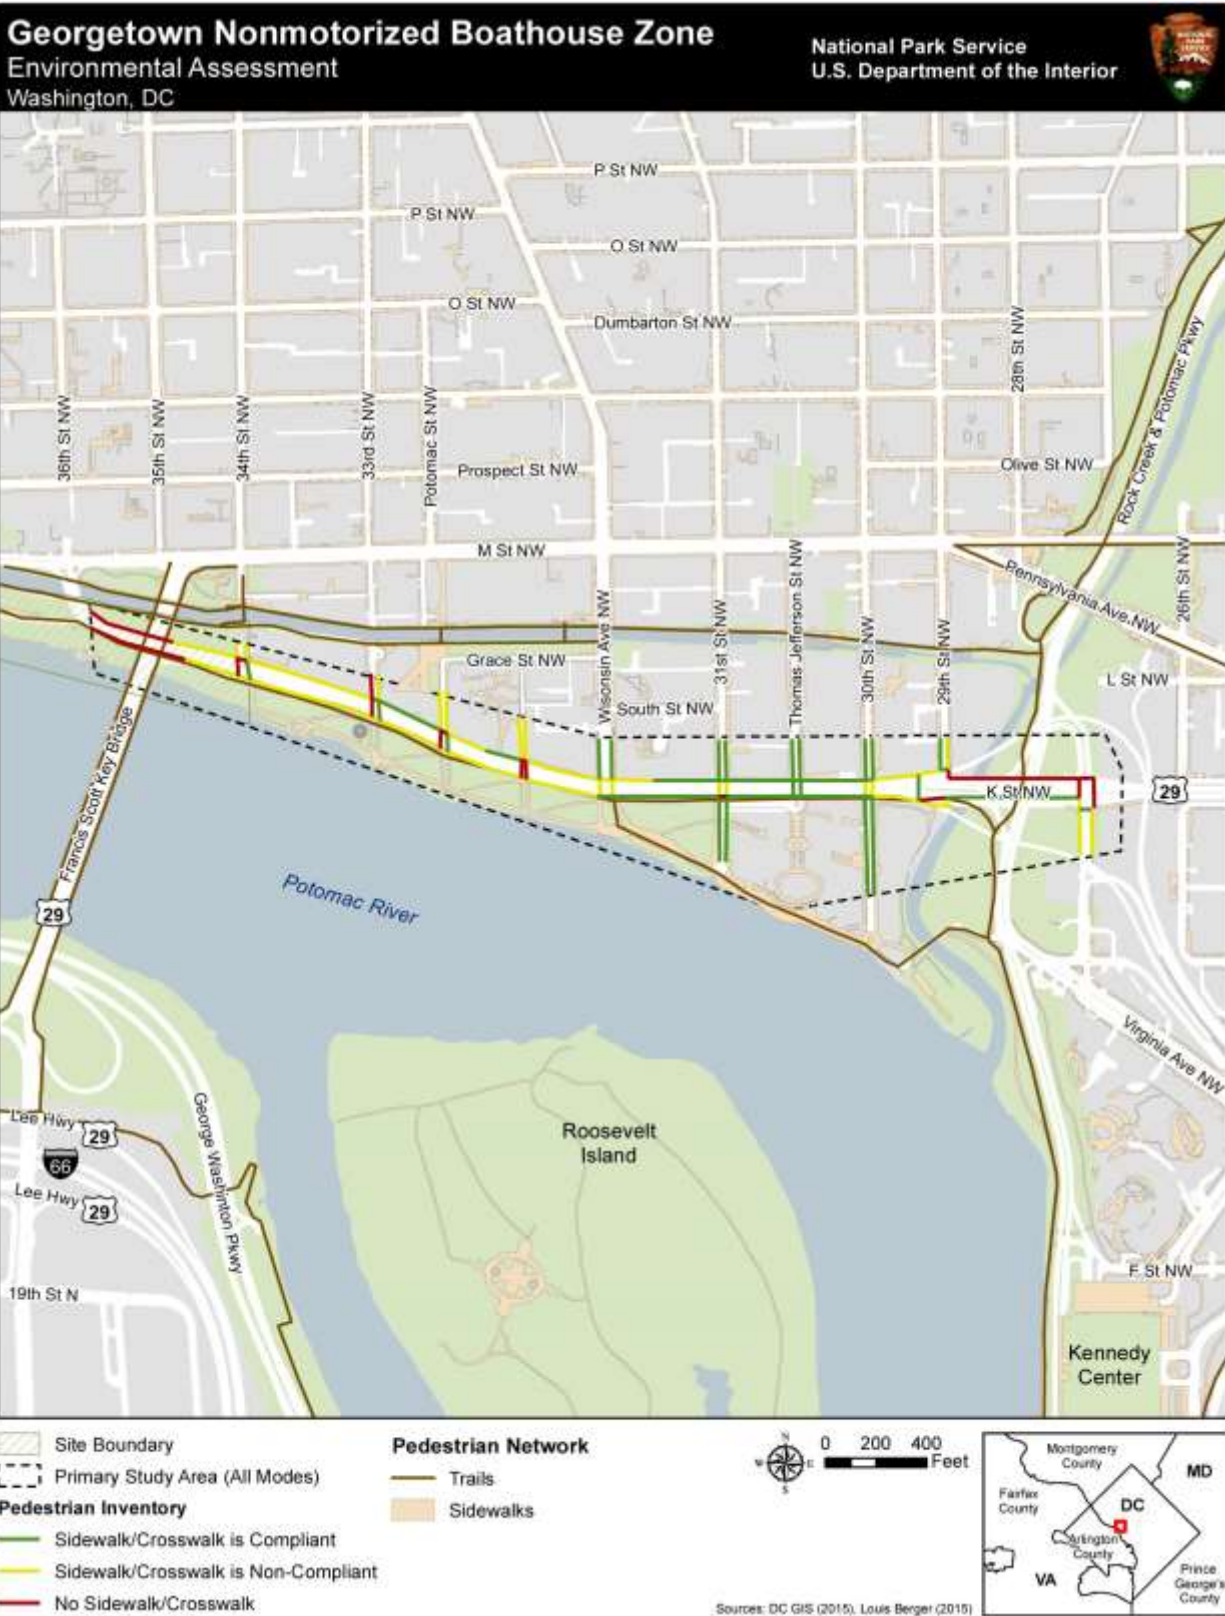 Georgetown Nonmotorized Boathouse Zone
Environmental Assessment
Washington, DC
National Park Service
U.S. Department of the Interior
NATIONAL
PARK
SERVICE
P St NW
P St NW
O St NW
O St NW
Dumbarton St NW
28th St NW
Rock Creek & Potomac Pkwy
36th St NW
35th St NW
34th St NW
33rd St NW
Potomac St NW
Prospect St NW
Olive St NW
M St NW
Pennsylvania Ave NW
26th St NW
Wisonsin Ave NW
31st St NW
Thomas Jefferson St NW
30th St NW
29th St NW
Grace St NW
South St NW
L St NW
K St NW
29
Francis Scott Key Bridge
29
Potomac River
Virginia Ave NW
Lee Hwy
29
66
Lee Hwy
29
George Washinton Pkwy
Roosevelt
Island
19th St N
F St NW
Kennedy
Center
Site Boundary
Primary Study Area (All Modes)
Pedestrian Inventory
Sidewalk/Crosswalk is Compliant
Sidewalk/Crosswalk is Non-Compliant
No Sidewalk/Crosswalk
Pedestrian Network
Trails
Sidewalks
N
W
E
S
0 200 400
Feet
Montgomery
County
MD
Fairfax
County
DC
Arlington
County
VA
Prince
George's
County
Sources: DC GIS (2015), Louis Berger (2015)